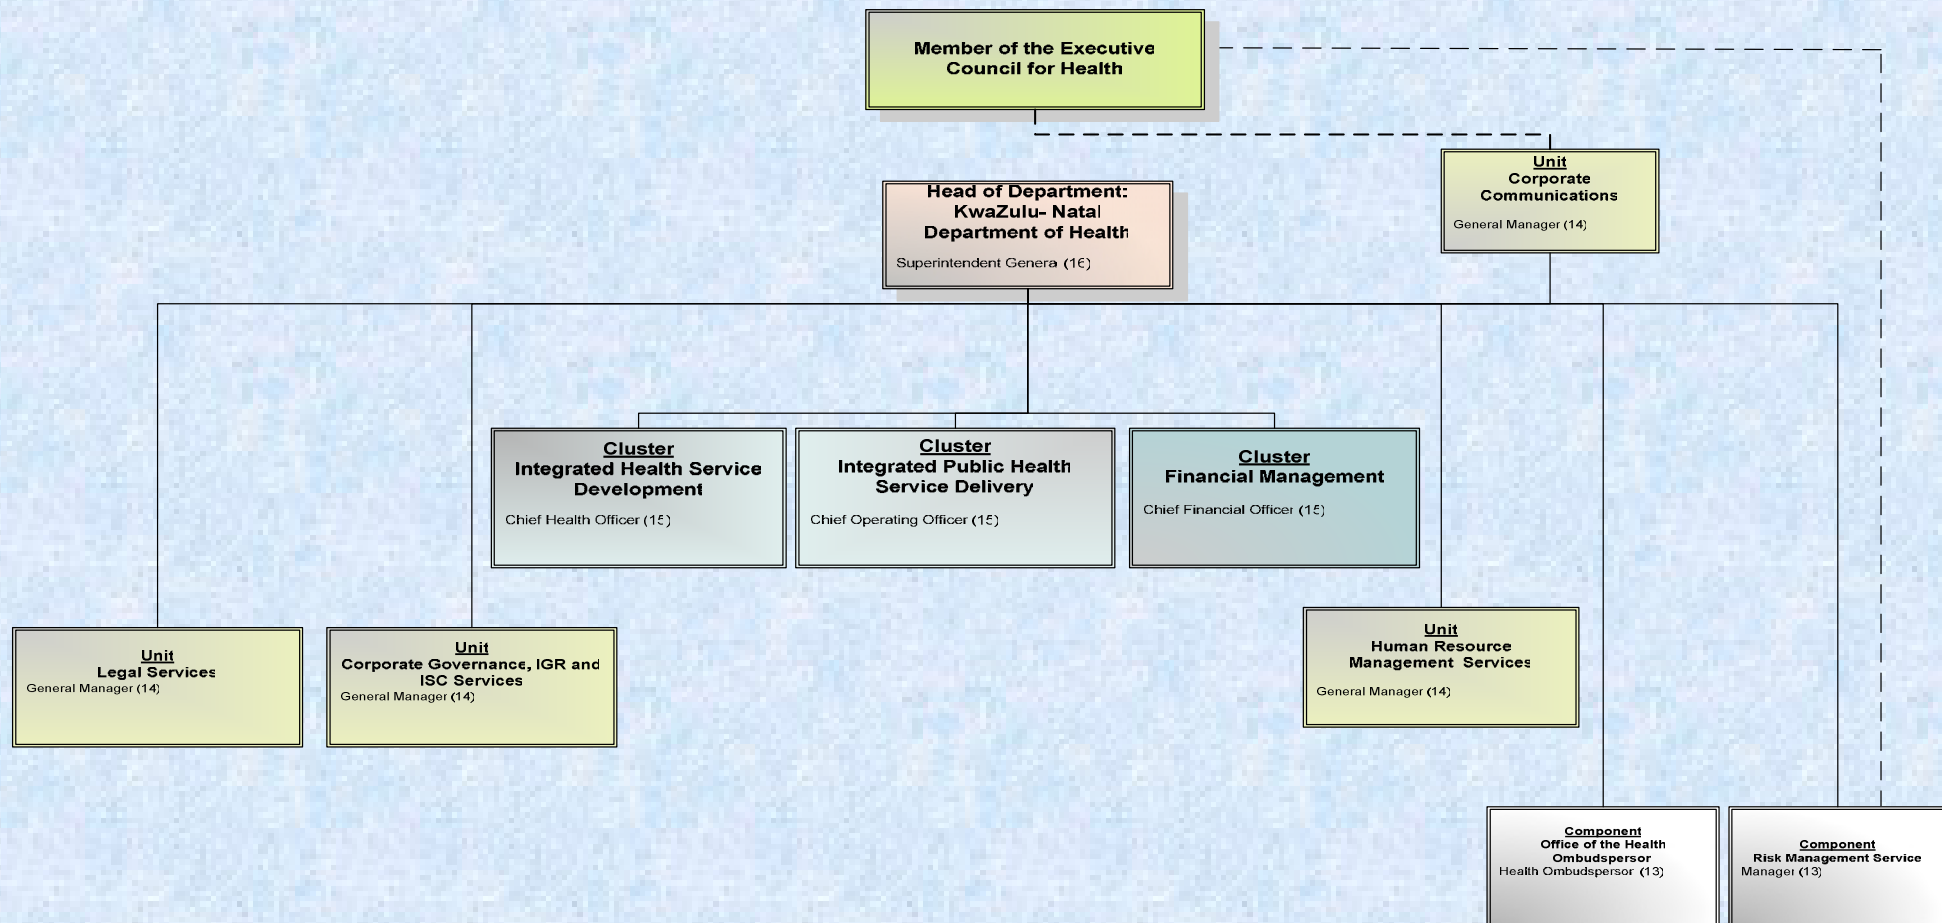 Member of the Executive
Council for Health
Unit
Corporate
Communications
General Manager (14)
Head of Department:
KwaZulu- Natal
Department of Health
Superintendent Genera (16)
Cluster
Integrated Health Service
Development
Chief Health Officer (15)
Cluster
Integrated Public Health
Service Delivery
Chief Operating Officer (15)
Cluster
Financial Management
Chief Financial Officer (15)
Unit
Legal Services
General Manager (14)
Unit
Corporate Governance, IGR and
ISC Services
General Manager (14)
Unit
Human Resource
Management Services
General Manager (14)
Component
Office of the Health
Ombudspersor
Health Ombudspersor (13)
Component
Risk Management Service
Manager (13)